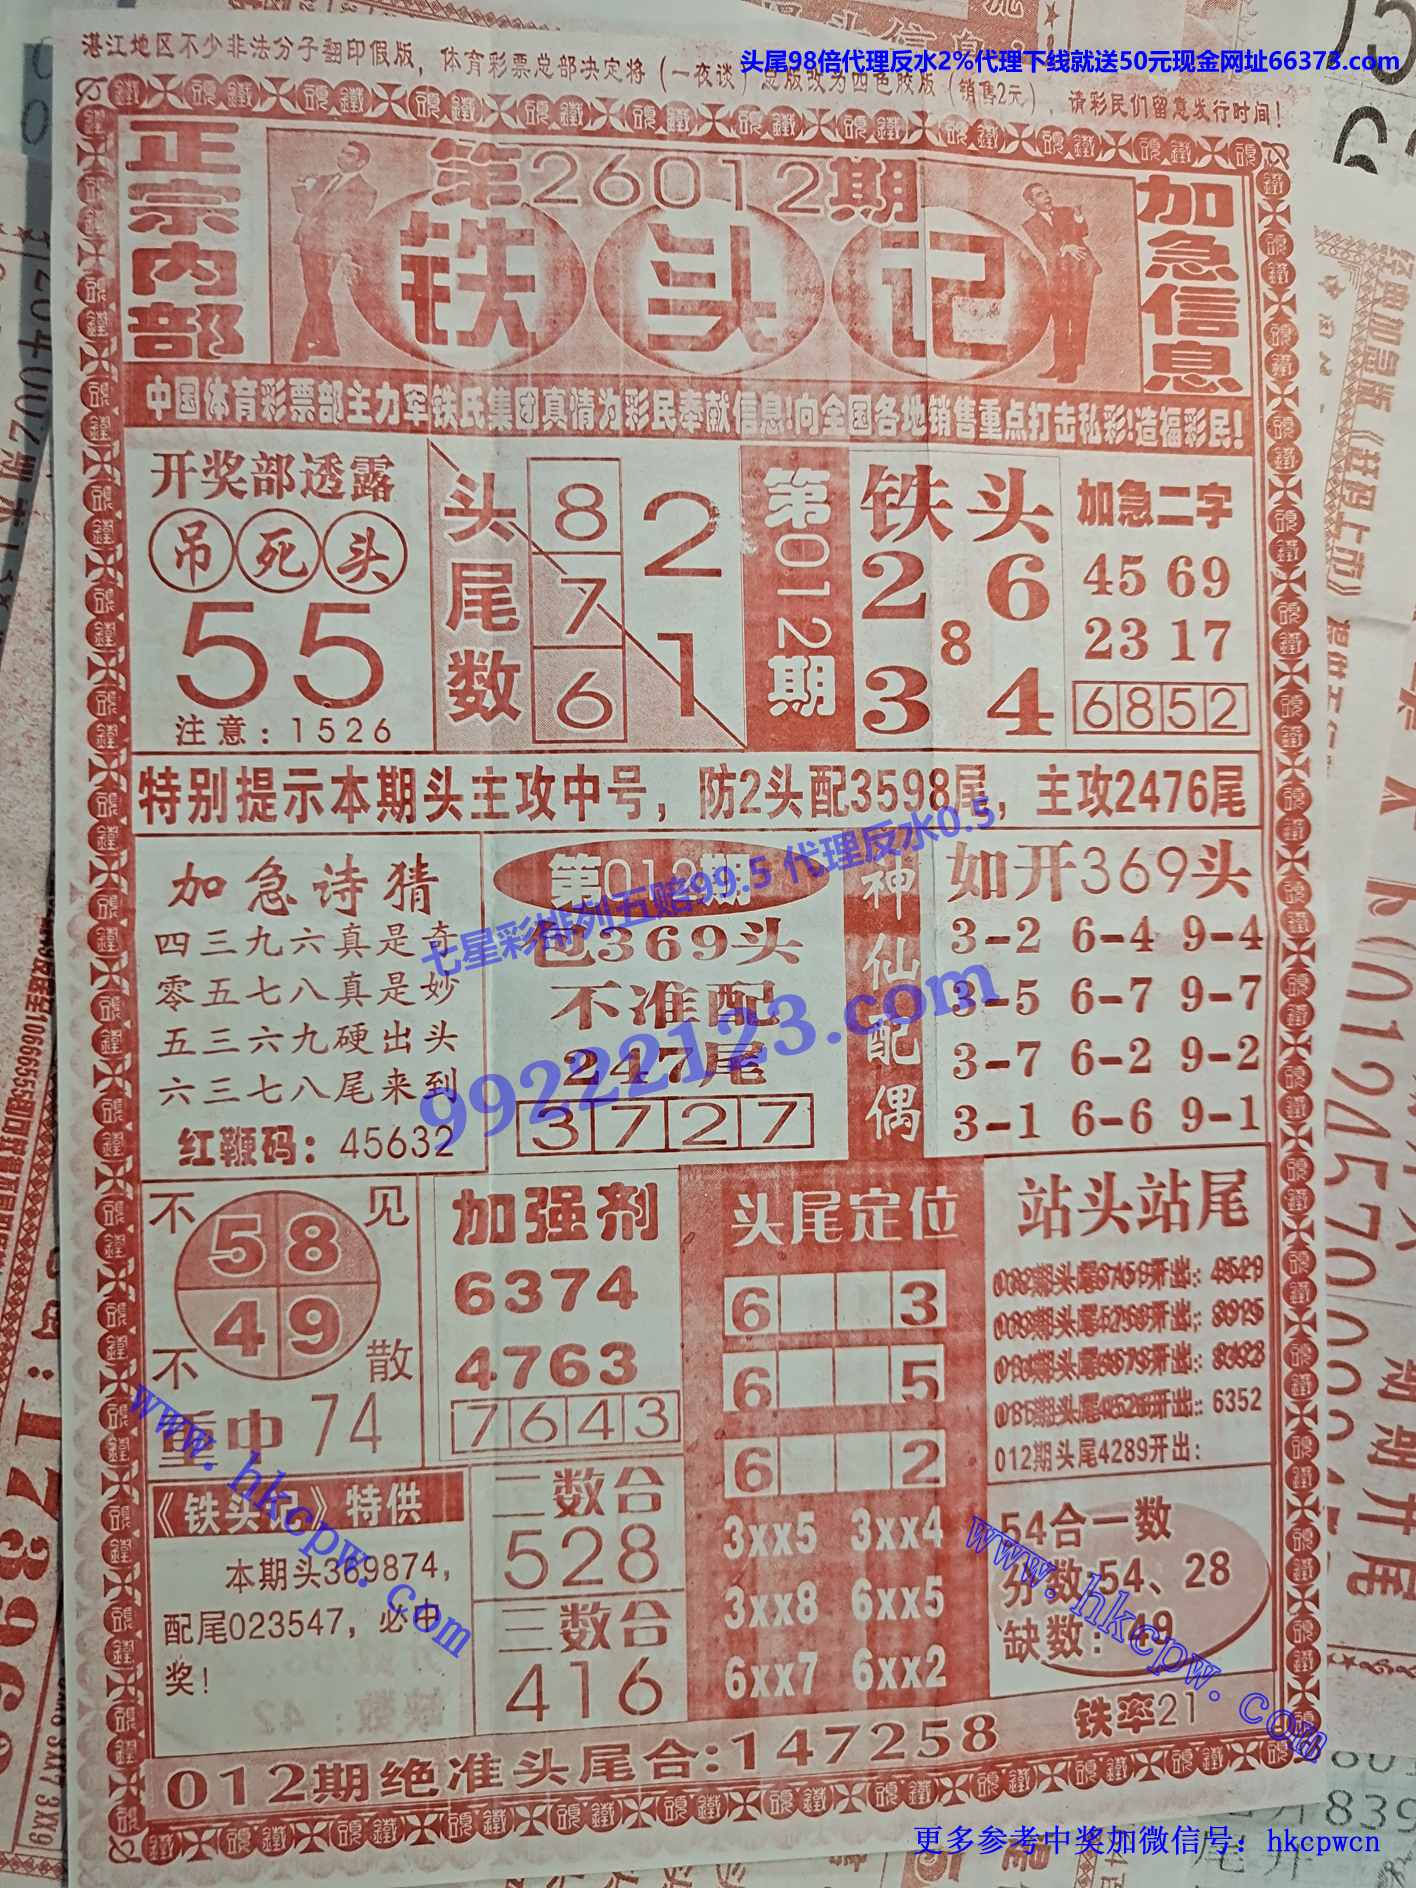 头尾98倍代理反水2%代理下线就送50元现金网址66373.com
湛江地区不少非法分子翻印假版，体育彩票总部决定将（一夜谈）总版改为四色胶版（销售2元），请彩民们留意发行时间！
正宗内部
第26012期
铁头记
加急信息
中国体育彩票部主力军铁氏集团真情为彩民奉献信息！向全国各地销售重点打击私彩！造福彩民！
开奖部透露
吊死头
55
注意：1526
头尾数
8
7
6
2
1
第012期
铁头
2 6
8
3 4
加急二字
45 69
23 17
6852
特别提示本期头主攻中号，防2头配3598尾，主攻2476尾
加急诗猜
四三九六真是奇
零五七八真是妙
五三六九硬出头
六三七八尾来到
红鞭码：45632
第012期
包369头
不准配
247尾
3727
七星彩排列五赔99.5 代理反水0.5
99222123.com
神仙配偶
如开369头
3-2 6-4 9-4
3-5 6-7 9-7
3-7 6-2 9-2
3-1 6-6 9-1
不见
58
49
不散
重中74
加强剂
6374
4763
7643
头尾定位
6 3
6 5
6 2
3xx5 3xx4
3xx8 6xx5
6xx7 6xx2
站头站尾
6352
012期头尾4289开出：
《铁头记》特供
本期头369874，
配尾023547，必中
奖！
二数合
528
三数合
416
54合一数
分数：54、28
缺数：49
铁率21
012期绝准头尾合：147258
www.hkcpw.com
www.hkcpw.com
更多参考中奖加微信号：hkcpwcn